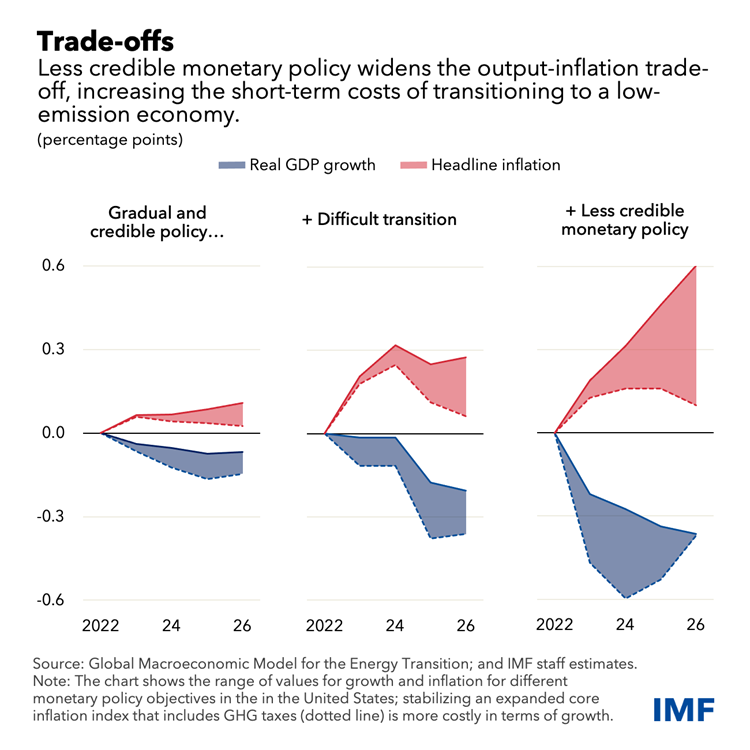 Trade-offs
Less credible monetary policy widens the output-inflation trade-
off, increasing the short-term costs of transitioning to a low-
emission economy.
(percentage points)
Real GDP growth Headline inflation
Gradual and
credible policy…
+ Difficult transition
+ Less credible
monetary policy
0.6
0.3
0.0
-0.3
-0.6
2022 24 26 2022 24 26 2022 24 26
Source: Global Macroeconomic Model for the Energy Transition; and IMF staff estimates.
Note: The chart shows the range of values for growth and inflation for different
monetary policy objectives in the in the United States; stabilizing an expanded core
inflation index that includes GHG taxes (dotted line) is more costly in terms of growth.
IMF